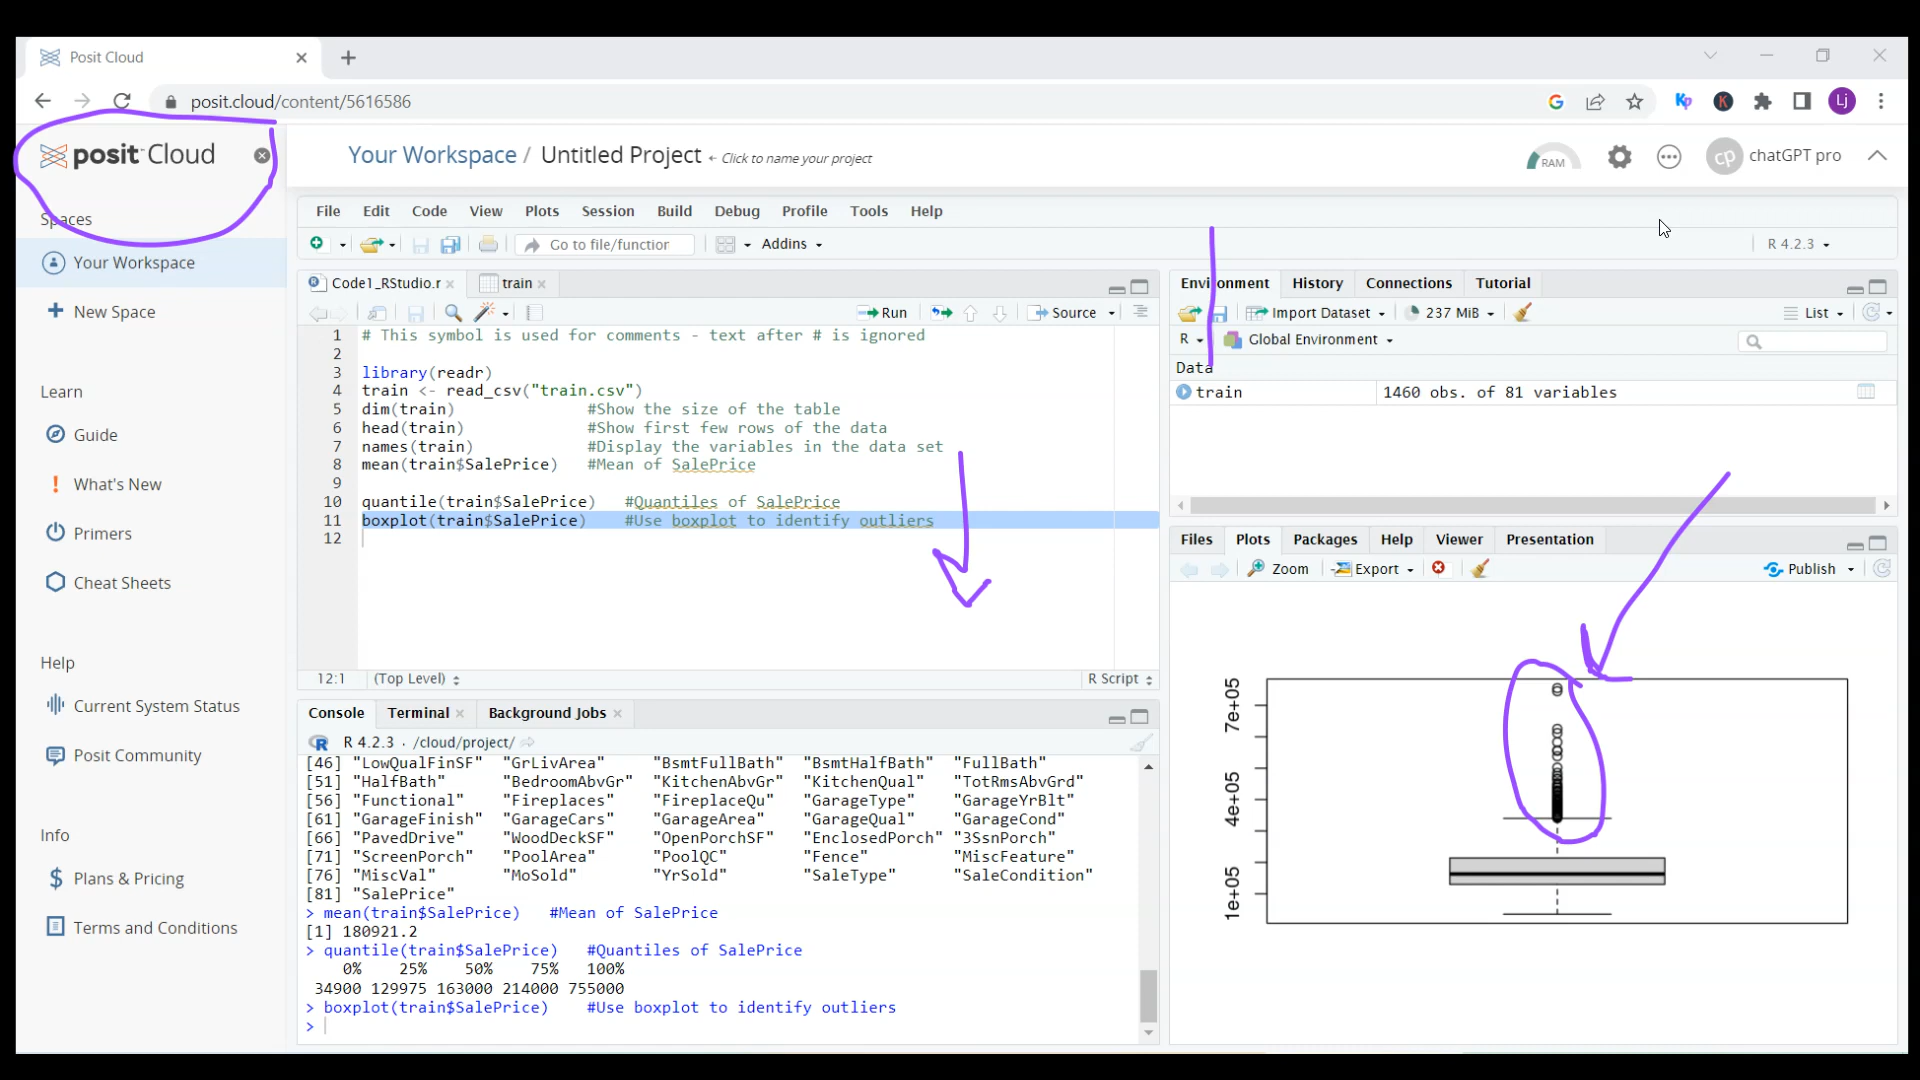 Posit Cloud
posit.cloud/content/5616586
Lj
posit Cloud
Your Workspace / Untitled Project ← Click to name your project
RAM
cp chatGPT pro
Spaces
Your Workspace
New Space
Learn
Guide
What's New
Primers
Cheat Sheets
Help
Current System Status
Posit Community
Info
Plans & Pricing
Terms and Conditions
File Edit Code View Plots Session Build Debug Profile Tools Help
Go to file/function Addins R 4.2.3
Code1_RStudio.r train
Run Source
1 # This symbol is used for comments - text after # is ignored
2
3 library(readr)
4 train <- read_csv("train.csv")
5 dim(train) #Show the size of the table
6 head(train) #Show first few rows of the data
7 names(train) #Display the variables in the data set
8 mean(train$SalePrice) #Mean of SalePrice
9
10 quantile(train$SalePrice) #Quantiles of SalePrice
11 boxplot(train$SalePrice) #Use boxplot to identify outliers
12
12:1 (Top Level) R Script
Console Terminal Background Jobs
R 4.2.3 · /cloud/project/
[46] "LowQualFinSF" "GrLivArea" "BsmtFullBath" "BsmtHalfBath" "FullBath"
[51] "HalfBath" "BedroomAbvGr" "KitchenAbvGr" "KitchenQual" "TotRmsAbvGrd"
[56] "Functional" "Fireplaces" "FireplaceQu" "GarageType" "GarageYrBlt"
[61] "GarageFinish" "GarageCars" "GarageArea" "GarageQual" "GarageCond"
[66] "PavedDrive" "WoodDeckSF" "OpenPorchSF" "EnclosedPorch" "3SsnPorch"
[71] "ScreenPorch" "PoolArea" "PoolQC" "Fence" "MiscFeature"
[76] "MiscVal" "MoSold" "YrSold" "SaleType" "SaleCondition"
[81] "SalePrice"
> mean(train$SalePrice) #Mean of SalePrice
[1] 180921.2
> quantile(train$SalePrice) #Quantiles of SalePrice
0% 25% 50% 75% 100%
34900 129975 163000 214000 755000
> boxplot(train$SalePrice) #Use boxplot to identify outliers
>
Environment History Connections Tutorial
Import Dataset 237 MiB List
R Global Environment
Data
train 1460 obs. of 81 variables
Files Plots Packages Help Viewer Presentation
Zoom Export Publish
7e+05
4e+05
1e+05